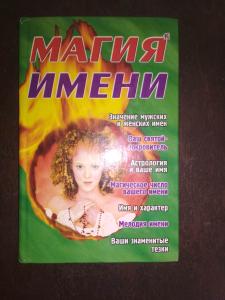 МАГИЯ
ИМЕНИ
Значение мужских
и женских имен
Ваш святой-
покровитель
Астрология
и ваше имя
Магическое число
вашего имени
Имя и характер
Мелодия имени
Ваши знаменитые
тезки